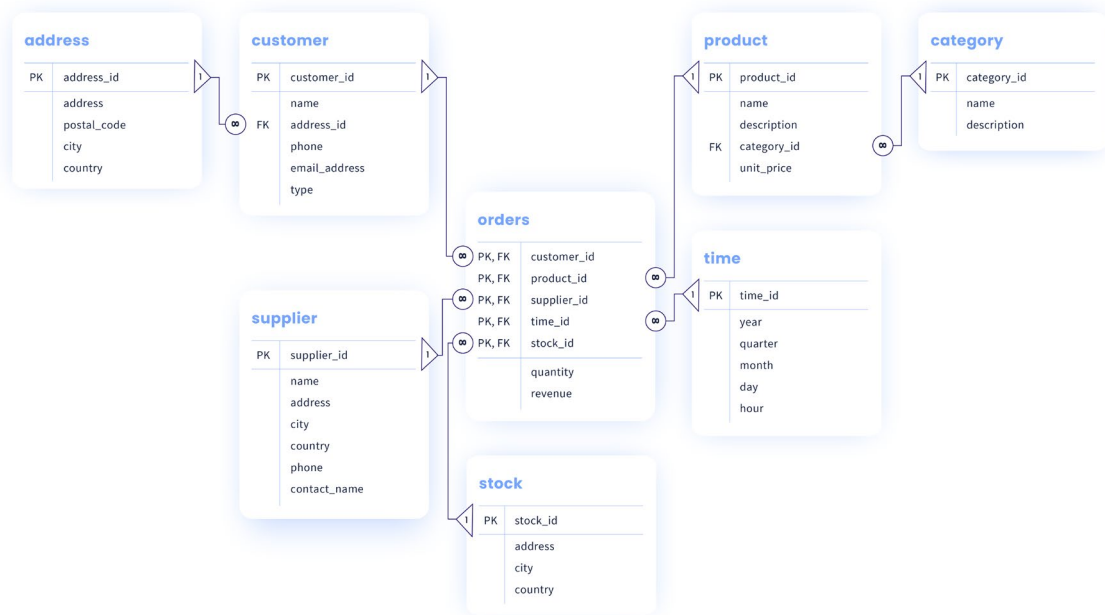 address
PK address_id
address
postal_code
city
country
customer
PK customer_id
name
FK address_id
phone
email_address
type
product
PK product_id
name
description
FK category_id
unit_price
category
PK category_id
name
description
orders
PK, FK customer_id
PK, FK product_id
PK, FK supplier_id
PK, FK time_id
PK, FK stock_id
quantity
revenue
time
PK time_id
year
quarter
month
day
hour
supplier
PK supplier_id
name
address
city
country
phone
contact_name
stock
PK stock_id
address
city
country
1
∞
1
∞
1
∞
1
∞
1
∞
1
∞
1
∞